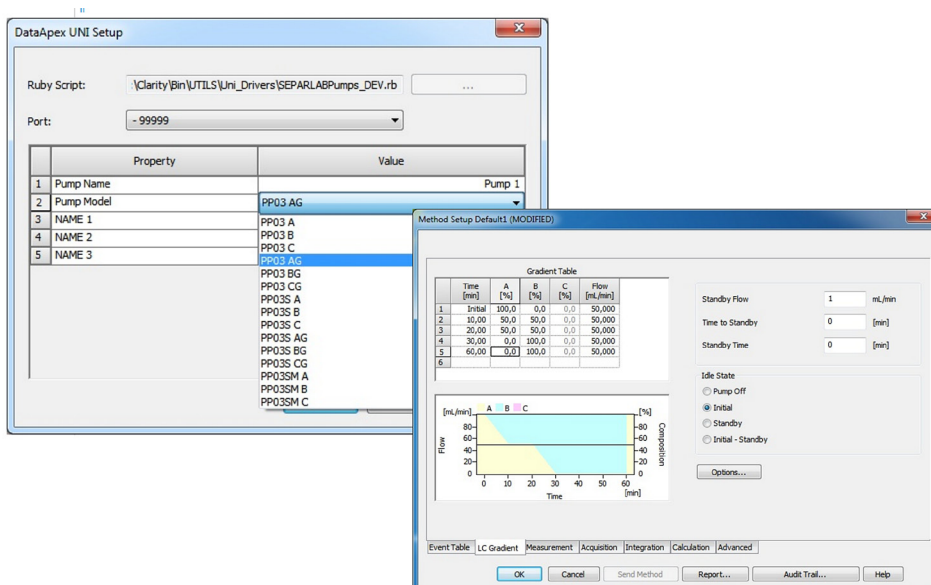 DataApex UNI Setup
Ruby Script: :\Clarity\Bin\UTILS\Uni_Drivers\SEPARLABPumps_DEV.rb ...
Port: - 99999
Property Value
1 Pump Name Pump 1
2 Pump Model PP03 AG
3 NAME 1
4 NAME 2
5 NAME 3
PP03 A
PP03 B
PP03 C
PP03 AG
PP03 BG
PP03 CG
PP03S A
PP03S B
PP03S C
PP03S AG
PP03S BG
PP03S CG
PP03SM A
PP03SM B
PP03SM C
Method Setup Default1 (MODIFIED)
Gradient Table
Time [min] A [%] B [%] C [%] Flow [mL/min]
1 Initial 100,0 0,0 0,0 50,000
2 10,00 50,0 50,0 0,0 50,000
3 20,00 50,0 50,0 0,0 50,000
4 30,00 0,0 100,0 0,0 50,000
5 60,00 0,0 100,0 0,0 50,000
6
Standby Flow 1 mL/min
Time to Standby 0 [min]
Standby Time 0 [min]
Idle State
Pump Off
Initial
Standby
Initial - Standby
Options...
[mL/min] A B C [%]
80 80
60 60
40 40
20 20
0 0
Flow
Composition
0 10 20 30 40 50 60
Time [min]
Event Table LC Gradient Measurement Acquisition Integration Calculation Advanced
OK Cancel Send Method Report... Audit Trail... Help